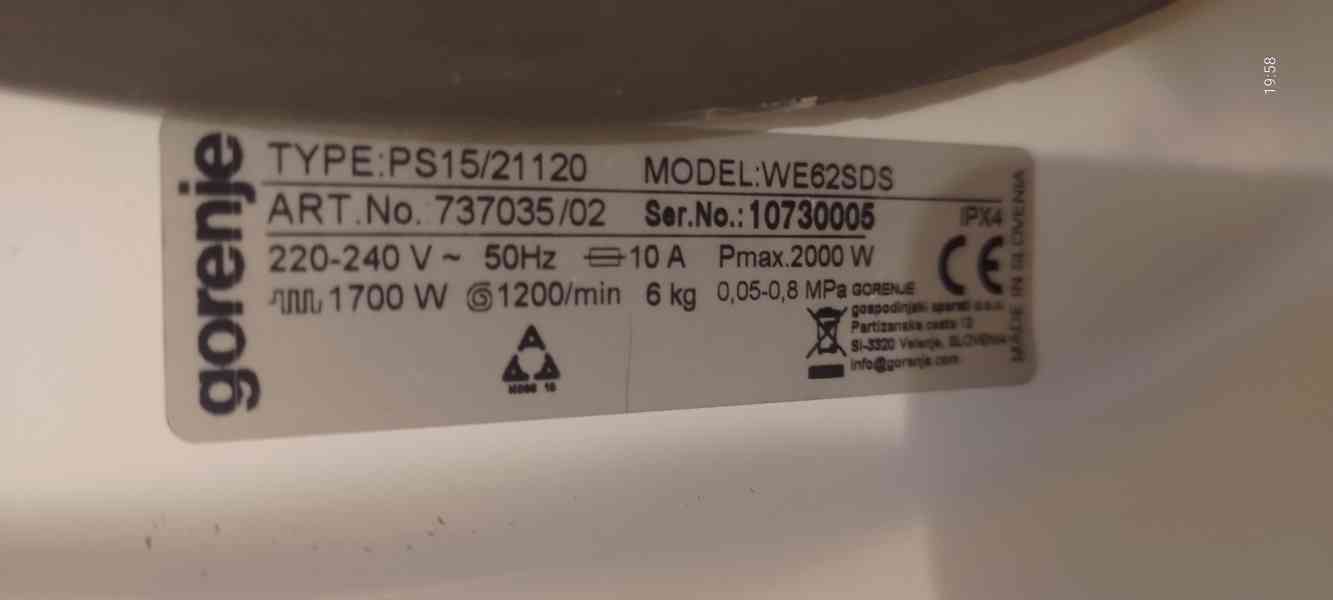 gorenje
TYPE:PS15/21120 MODEL:WE62SDS
ART.No. 737035/02 Ser.No.: 10730005
IPX4
220-240 V ~ 50Hz 10 A Pmax.2000 W
CE
1700 W 1200/min 6 kg 0,05-0,8 MPa GORENJE
gospodinjski aparati d.o.o.
Partizanska cesta 12
SI-3320 Velenje, SLOVENIA
info@gorenje.com
MADE IN SLOVENIA
19:58